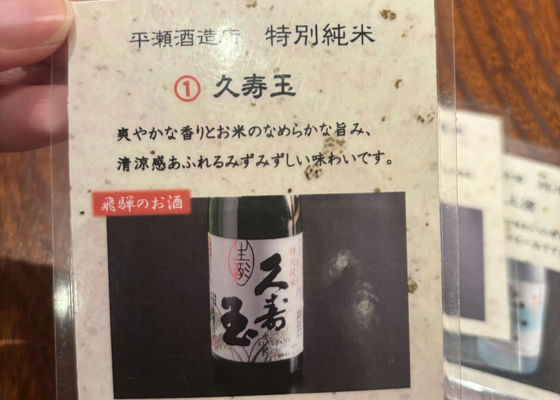 平瀬酒造店 特別純米
① 久寿玉
爽やかな香りとお米のなめらかな旨み、
清涼感あふれるみずみずしい味わいです。
飛騨のお酒
久寿
玉